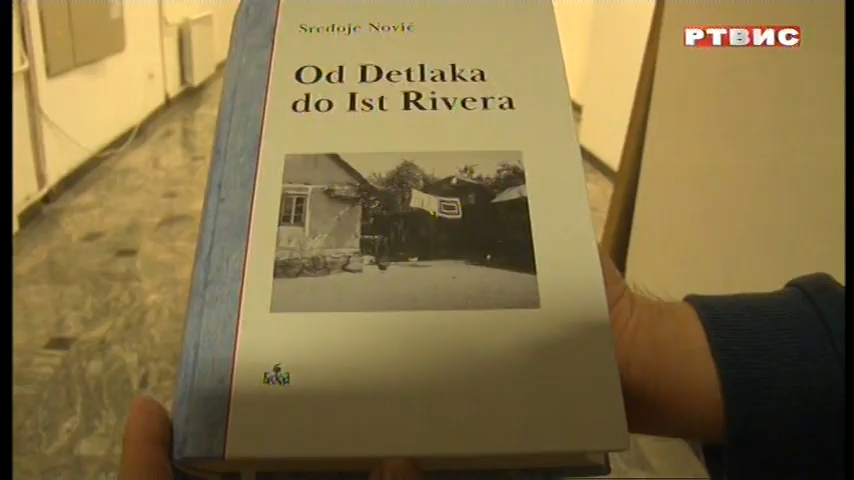 Sredoje Nović
РТВИС
Od Detlaka
do Ist Rivera